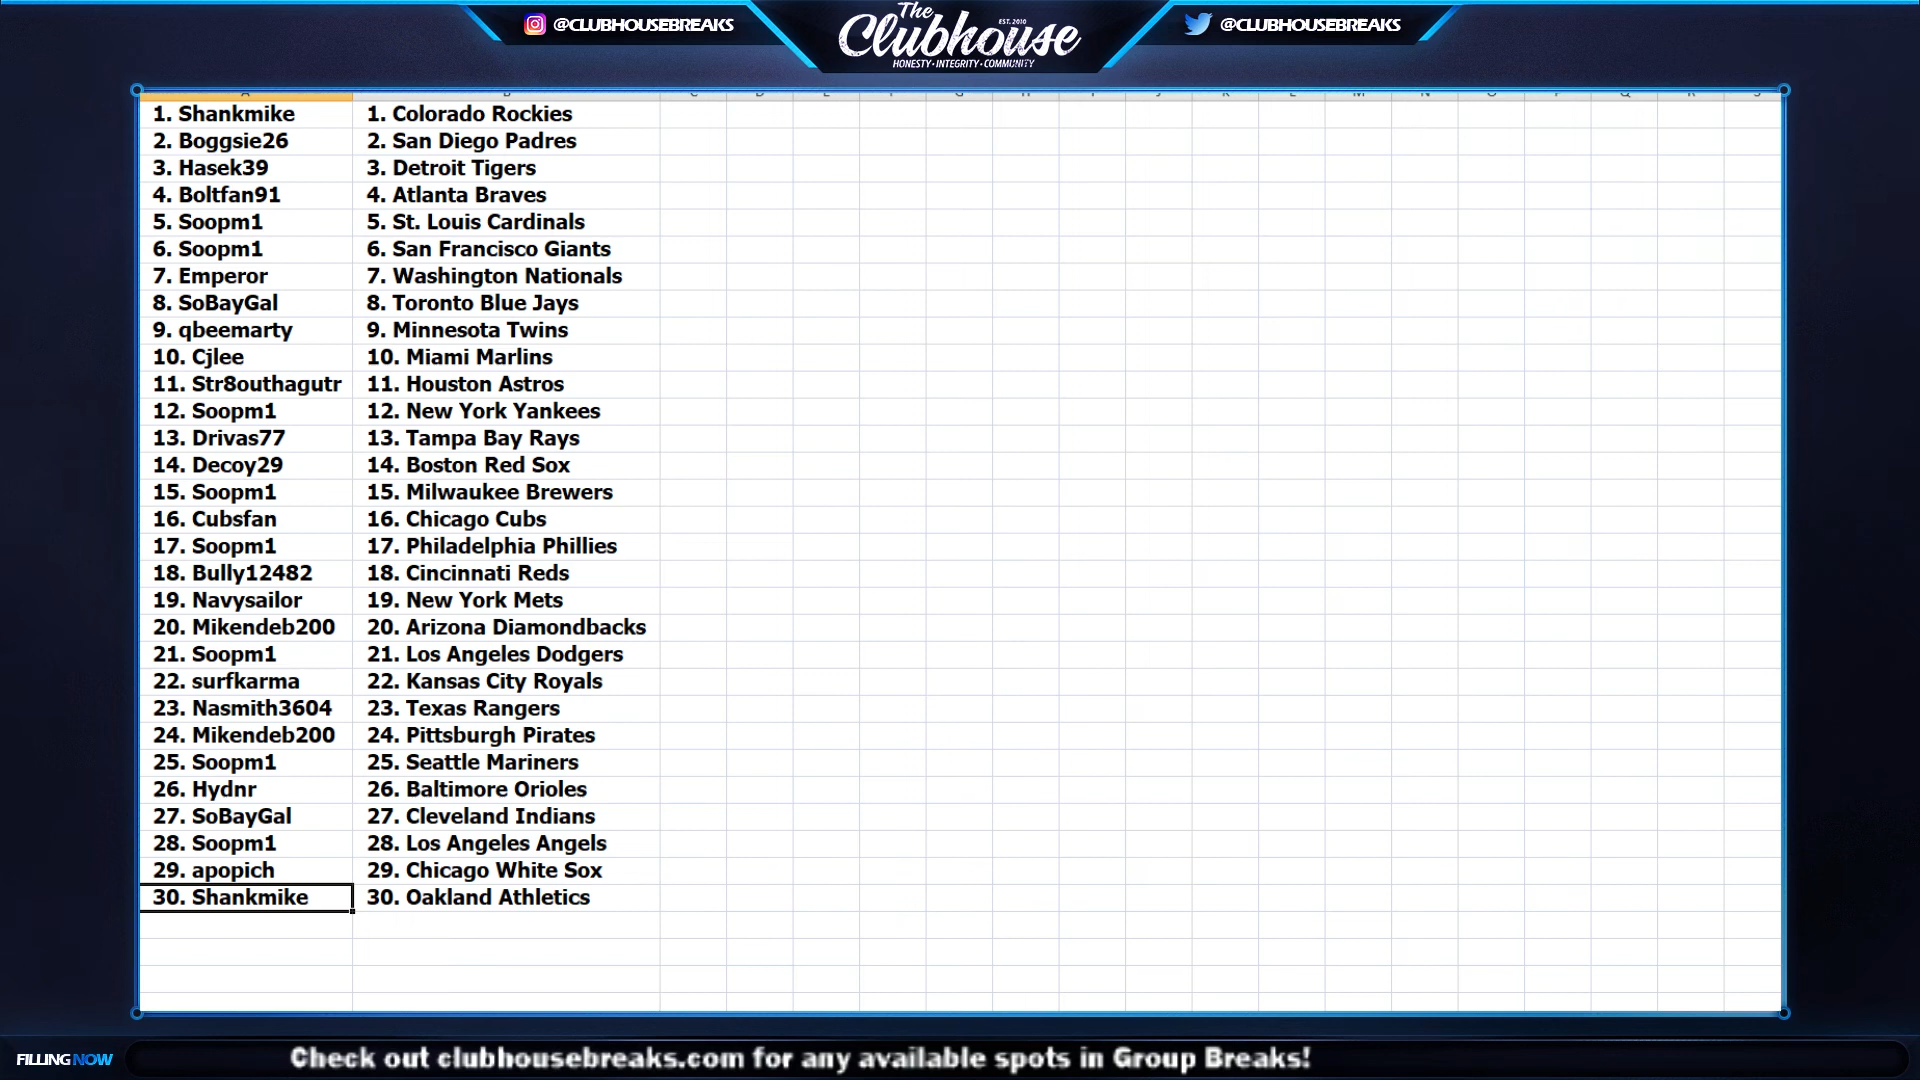 @CLUBHOUSEBREAKS
The
EST. 2010
Clubhouse
HONESTY • INTEGRITY • COMMUNITY
@CLUBHOUSEBREAKS
1. Shankmike 1. Colorado Rockies
2. Boggsie26 2. San Diego Padres
3. Hasek39 3. Detroit Tigers
4. Boltfan91 4. Atlanta Braves
5. Soopm1 5. St. Louis Cardinals
6. Soopm1 6. San Francisco Giants
7. Emperor 7. Washington Nationals
8. SoBayGal 8. Toronto Blue Jays
9. qbeemarty 9. Minnesota Twins
10. Cjlee 10. Miami Marlins
11. Str8outhagutr 11. Houston Astros
12. Soopm1 12. New York Yankees
13. Drivas77 13. Tampa Bay Rays
14. Decoy29 14. Boston Red Sox
15. Soopm1 15. Milwaukee Brewers
16. Cubsfan 16. Chicago Cubs
17. Soopm1 17. Philadelphia Phillies
18. Bully12482 18. Cincinnati Reds
19. Navysailor 19. New York Mets
20. Mikendeb200 20. Arizona Diamondbacks
21. Soopm1 21. Los Angeles Dodgers
22. surfkarma 22. Kansas City Royals
23. Nasmith3604 23. Texas Rangers
24. Mikendeb200 24. Pittsburgh Pirates
25. Soopm1 25. Seattle Mariners
26. Hydnr 26. Baltimore Orioles
27. SoBayGal 27. Cleveland Indians
28. Soopm1 28. Los Angeles Angels
29. apopich 29. Chicago White Sox
30. Shankmike 30. Oakland Athletics
FILLING NOW
Check out clubhousebreaks.com for any available spots in Group Breaks!